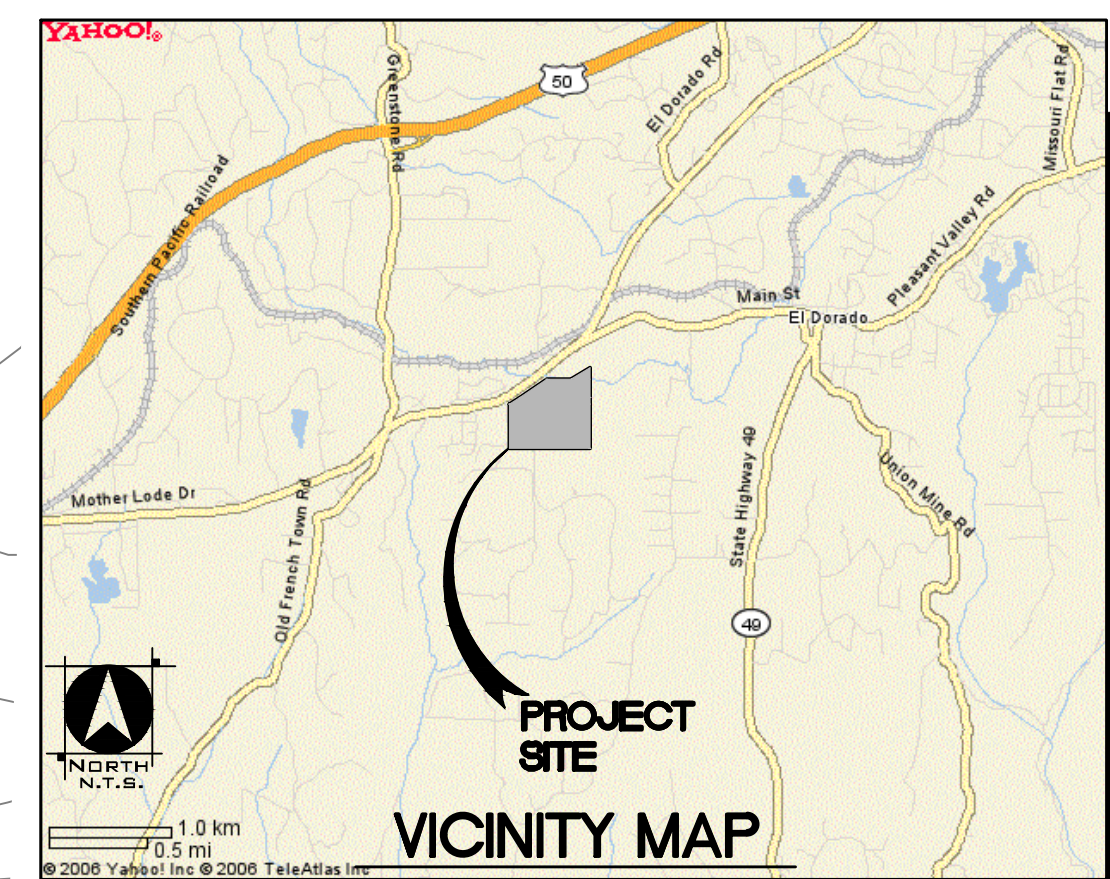 YAHOO!®
50
Greenstone Rd
El Dorado Rd
Missouri Flat Rd
Southern Pacific Railroad
Pleasant Valley Rd
Main St
El Dorado
Mother Lode Dr
Old French Town Rd
State Highway 49
Union Mine Rd
49
PROJECT
SITE
NORTH
N.T.S.
VICINITY MAP
1.0 km
0.5 mi
© 2006 Yahoo! Inc © 2006 TeleAtlas Inc